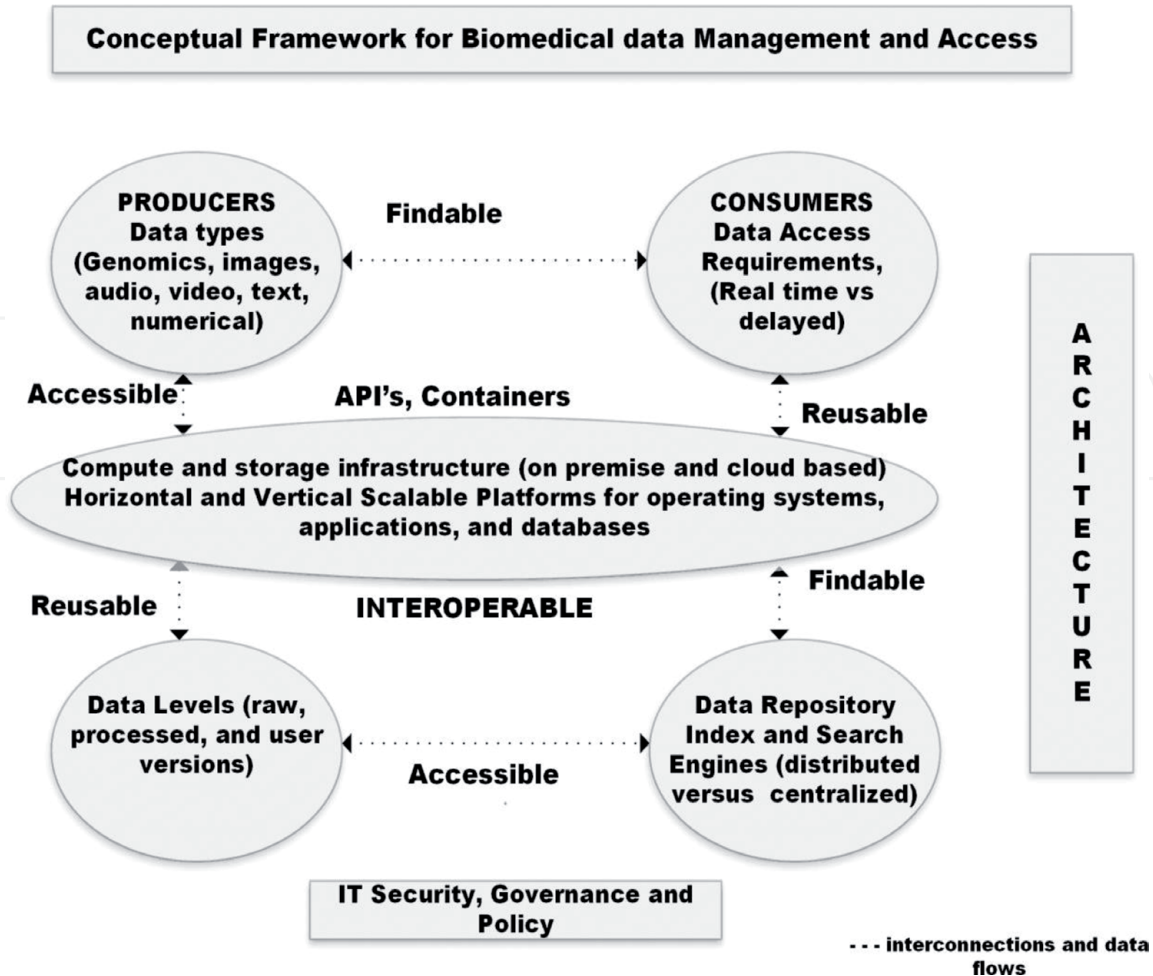 Conceptual Framework for Biomedical data Management and Access
PRODUCERS
Data types
(Genomics, images,
audio, video, text,
numerical)
Findable
CONSUMERS
Data Access
Requirements,
(Real time vs
delayed)
Accessible
API's, Containers
Reusable
Compute and storage infrastructure (on premise and cloud based)
Horizontal and Vertical Scalable Platforms for operating systems,
applications, and databases
Reusable
INTEROPERABLE
Findable
Data Levels (raw,
processed, and user
versions)
Accessible
Data Repository
Index and Search
Engines (distributed
versus centralized)
IT Security, Governance and
Policy
A
R
C
H
I
T
E
C
T
U
R
E
--- interconnections and data
flows